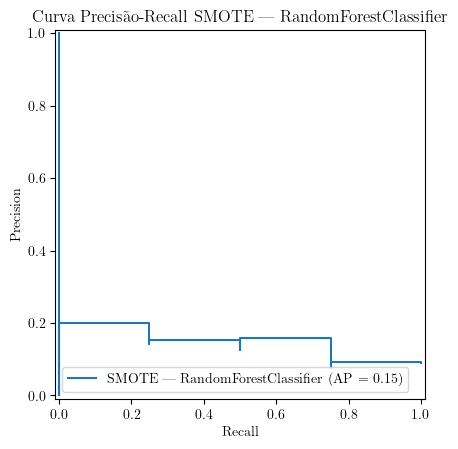 Curva Precisão-Recall SMOTE — RandomForestClassifier
1.0
0.8
0.6
0.4
0.2
0.0
Precision
SMOTE — RandomForestClassifier (AP = 0.15)
0.0 0.2 0.4 0.6 0.8 1.0
Recall